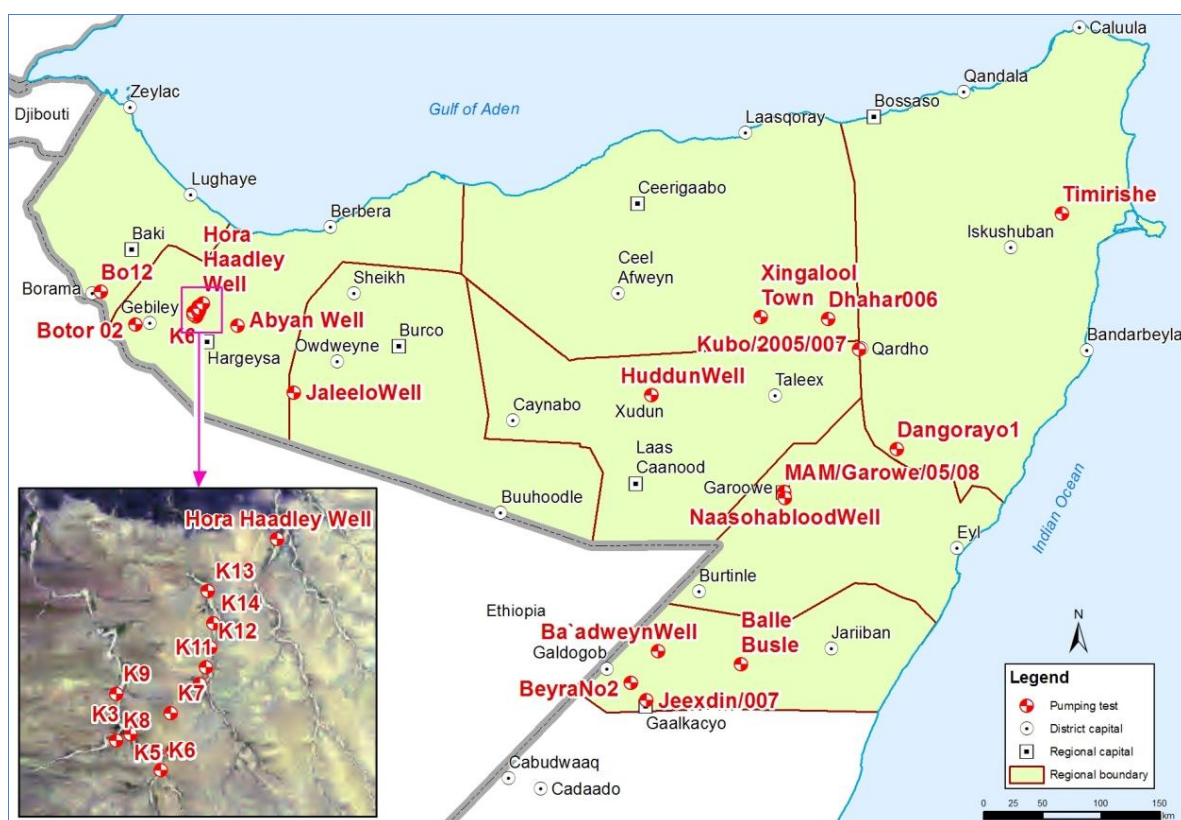 Caluula
Qandala
Bossaso
Zeylac
Djibouti
Gulf of Aden
Laasqoray
Lughaye
Ceerigaabo
Timirishe
Berbera
Iskushuban
Baki
Hora
Haadley
Well
Ceel
Afweyn
Xingalool
Town
Dhahar006
Bo12
Borama
Sheikh
Gebiley
Botor 02
K6
Abyan Well
Burco
Hargeysa
Owdweyne
Kubo/2005/007
Qardho
Bandarbeyla
HuddunWell
Taleex
JaleeloWell
Xudun
Caynabo
Dangorayo1
Laas
Caanood
MAM/Garowe/05/08
Garoowe
NaasohabloodWell
Buuhoodle
Eyl
Indian Ocean
Burtinle
Ethiopia
Ba`adweynWell
Balle
Busle
Jariiban
Galdogob
BeyraNo2
Jeexdin/007
Gaalkacyo
Cabudwaaq
Cadaado
Hora Haadley Well
K13
K14
K12
K11
K9
K7
K3
K8
K5
K6
N
Legend
Pumping test
District capital
Regional capital
Regional boundary
0 25 50 100 150
km